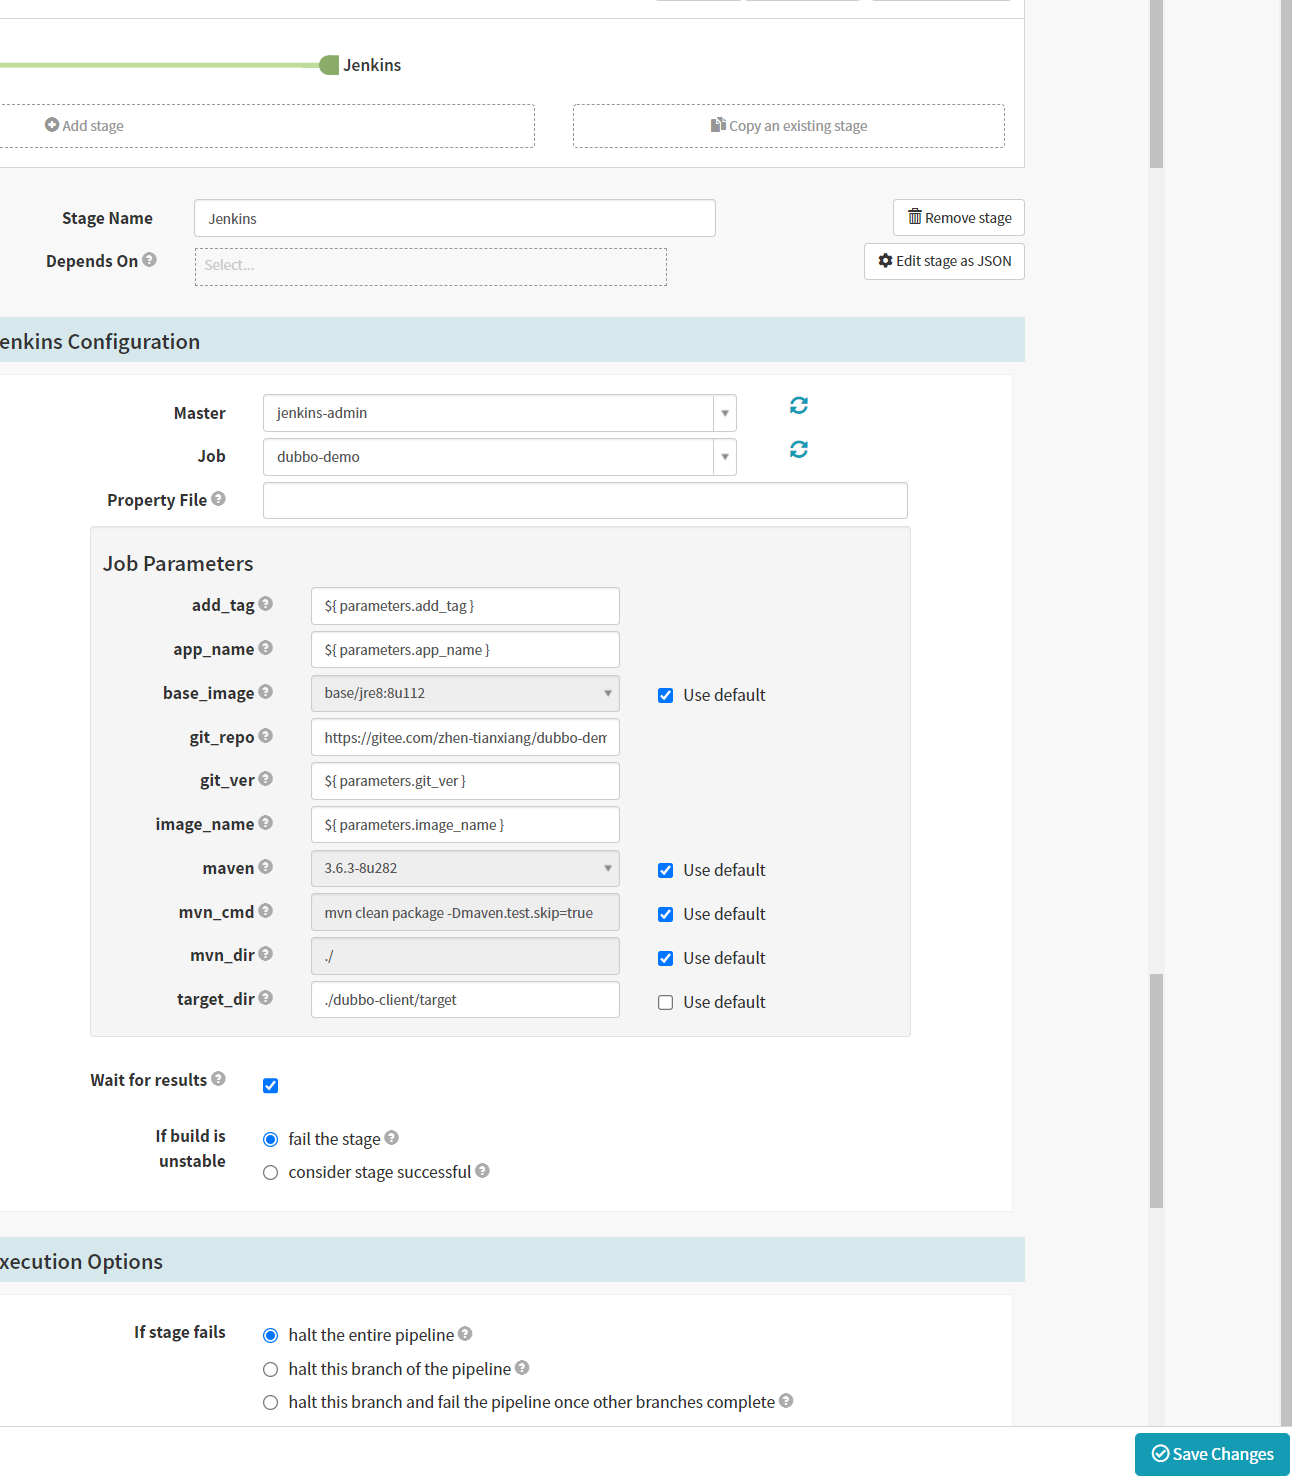 Jenkins
Add stage
Copy an existing stage
Stage Name
Jenkins
Remove stage
Depends On
Select...
Edit stage as JSON
enkins Configuration
Master
jenkins-admin
Job
dubbo-demo
Property File
Job Parameters
add_tag
${ parameters.add_tag }
app_name
${ parameters.app_name }
base_image
base/jre8:8u112
Use default
git_repo
https://gitee.com/zhen-tianxiang/dubbo-dem
git_ver
${ parameters.git_ver }
image_name
${ parameters.image_name }
maven
3.6.3-8u282
Use default
mvn_cmd
mvn clean package -Dmaven.test.skip=true
Use default
mvn_dir
./
Use default
target_dir
./dubbo-client/target
Use default
Wait for results
If build is
unstable
fail the stage
consider stage successful
xecution Options
If stage fails
halt the entire pipeline
halt this branch of the pipeline
halt this branch and fail the pipeline once other branches complete
Save Changes